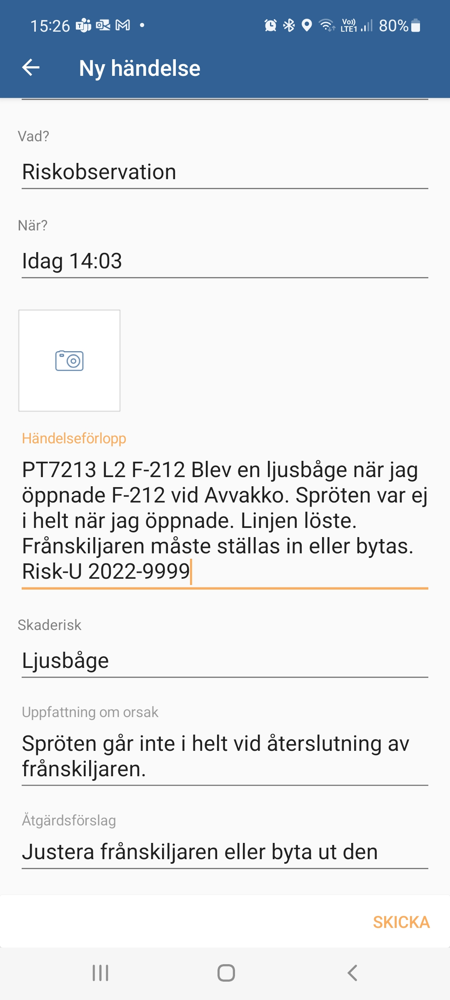 15:26
Vo)) LTE1
80%
Ny händelse
Vad?
Riskobservation
När?
Idag 14:03
Händelseförlopp
PT7213 L2 F-212 Blev en ljusbåge när jag
öppnade F-212 vid Avvakko. Spröten var ej
i helt när jag öppnade. Linjen löste.
Frånskiljaren måste ställas in eller bytas.
Risk-U 2022-9999
Skaderisk
Ljusbåge
Uppfattning om orsak
Spröten går inte i helt vid återslutning av
frånskiljaren.
Åtgärdsförslag
Justera frånskiljaren eller byta ut den
SKICKA